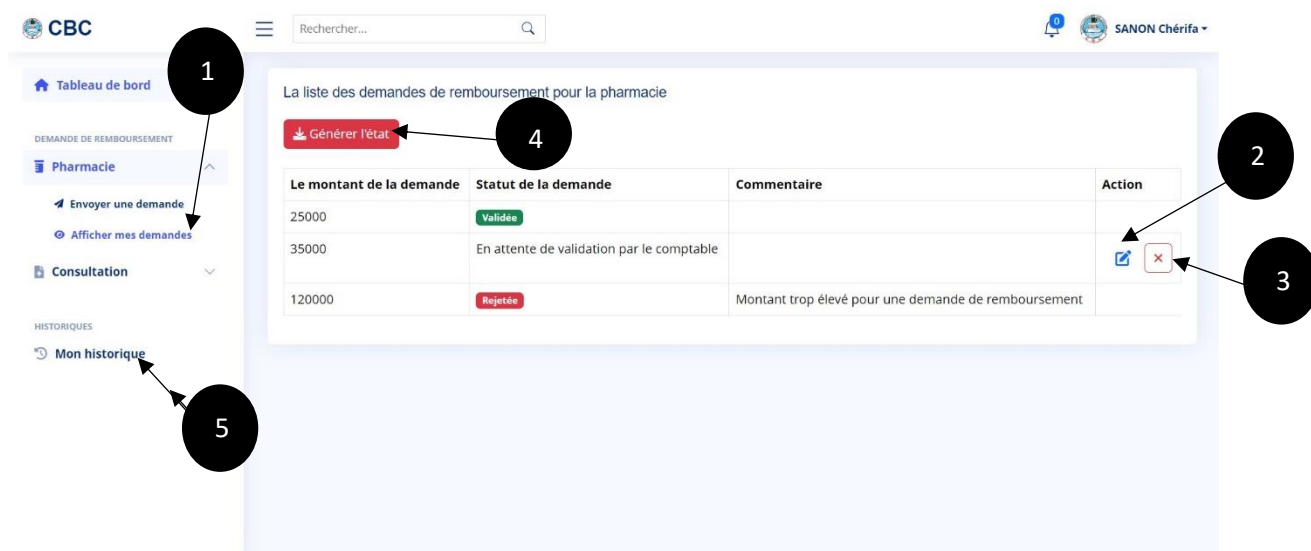 CBC
Rechercher...
0
SANON Chérifa
Tableau de bord
1
DEMANDE DE REMBOURSEMENT
Pharmacie
Envoyer une demande
Afficher mes demandes
Consultation
HISTORIQUES
Mon historique
5
La liste des demandes de remboursement pour la pharmacie
Générer l'état
4
Le montant de la demande Statut de la demande Commentaire Action
25000 Validée
35000 En attente de validation par le comptable
120000 Rejetée Montant trop élevé pour une demande de remboursement
2
3